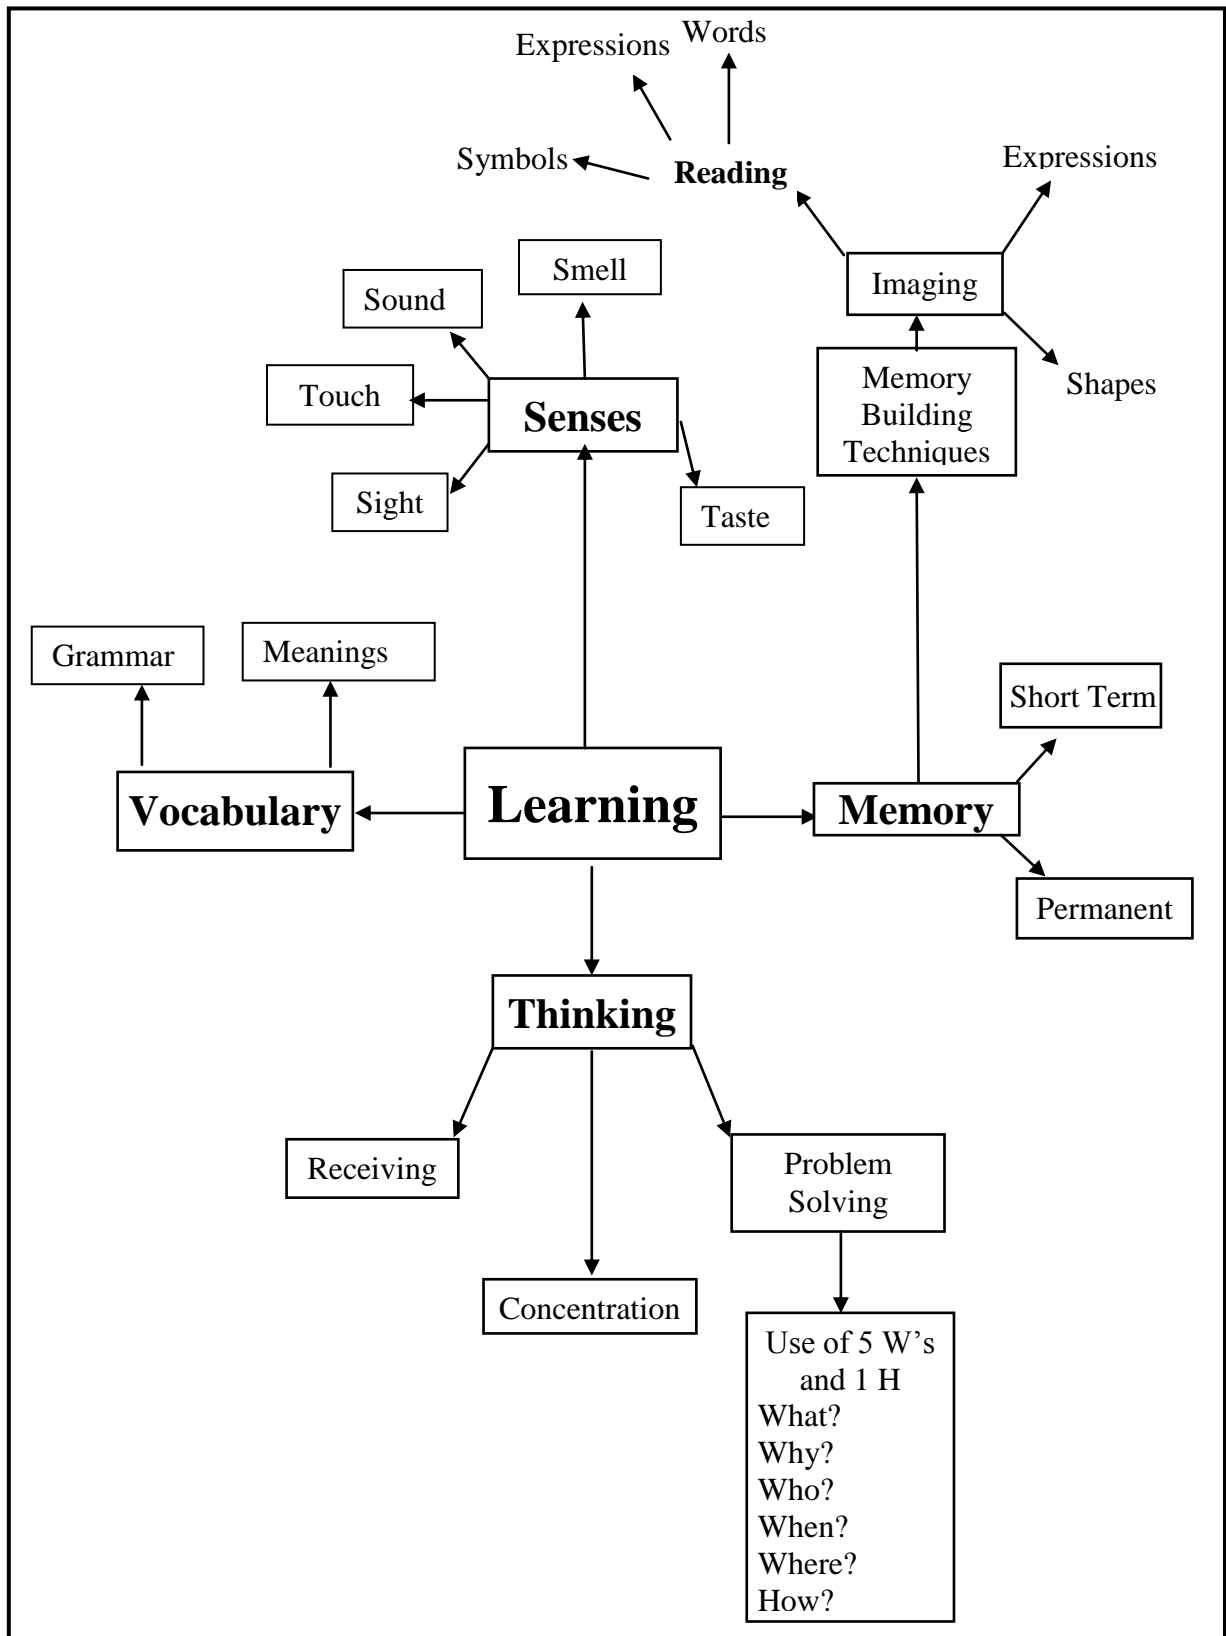 Words
Expressions
Symbols
Reading
Expressions
Smell
Imaging
Sound
Memory
Building
Techniques
Touch
Shapes
Senses
Sight
Taste
Grammar
Meanings
Short Term
Vocabulary
Learning
Memory
Permanent
Thinking
Receiving
Problem
Solving
Concentration
Use of 5 W’s
and 1 H
What?
Why?
Who?
When?
Where?
How?